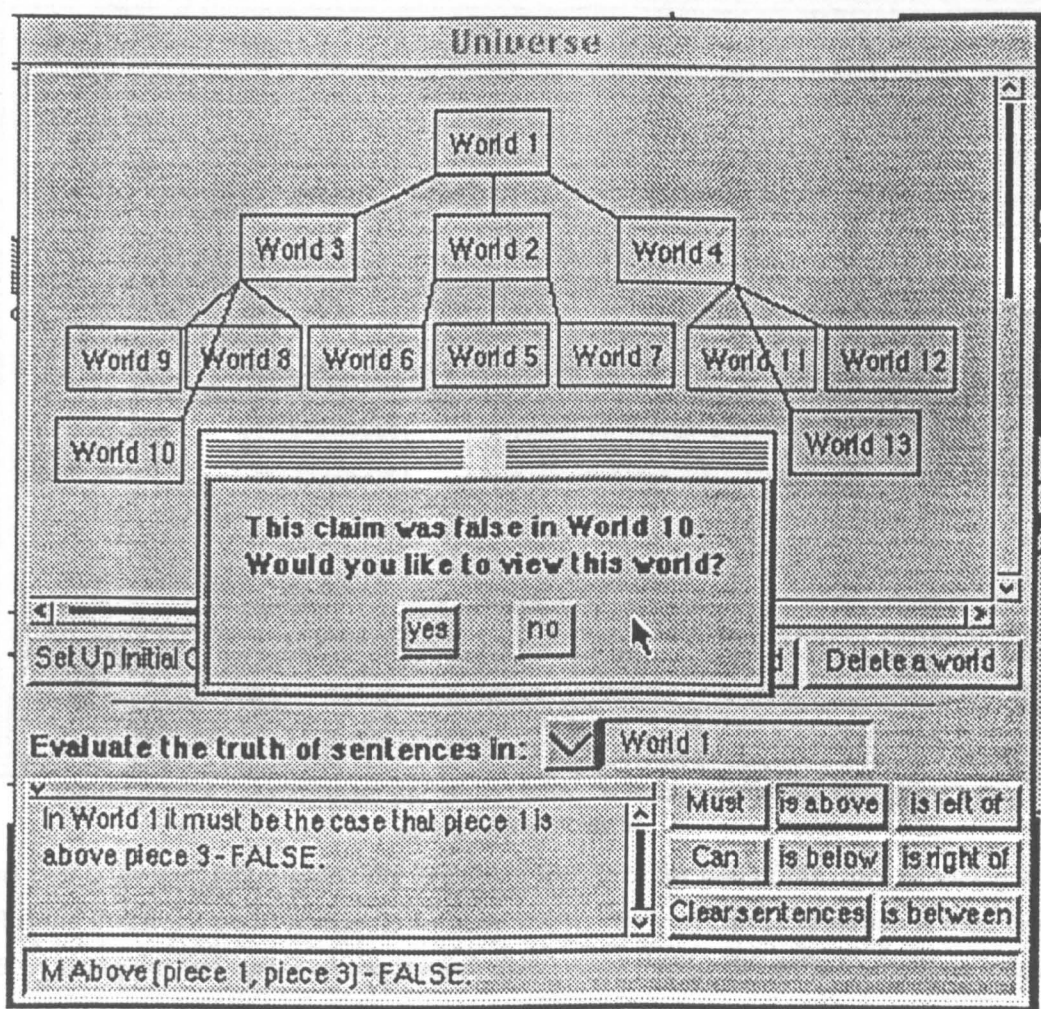 Universe
World 1
World 3 World 2 World 4
World 9 World 8 World 6 World 5 World 7 World 11 World 12
World 10 World 13
This claim was false in World 10.
Would you like to view this world?
yes no
Set Up Initial Delete a world
Evaluate the truth of sentences in: World 1
In World 1 it must be the case that piece 1 is
above piece 3 - FALSE.
Must is above is left of
Can is below is right of
Clear sentences is between
M Above (piece 1, piece 3) - FALSE.